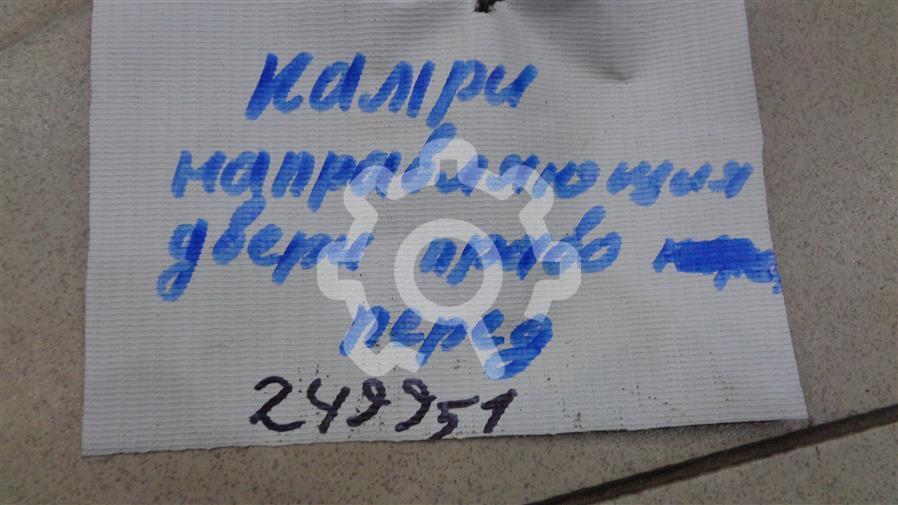 Камри
направляющия
двери право
перед
249951